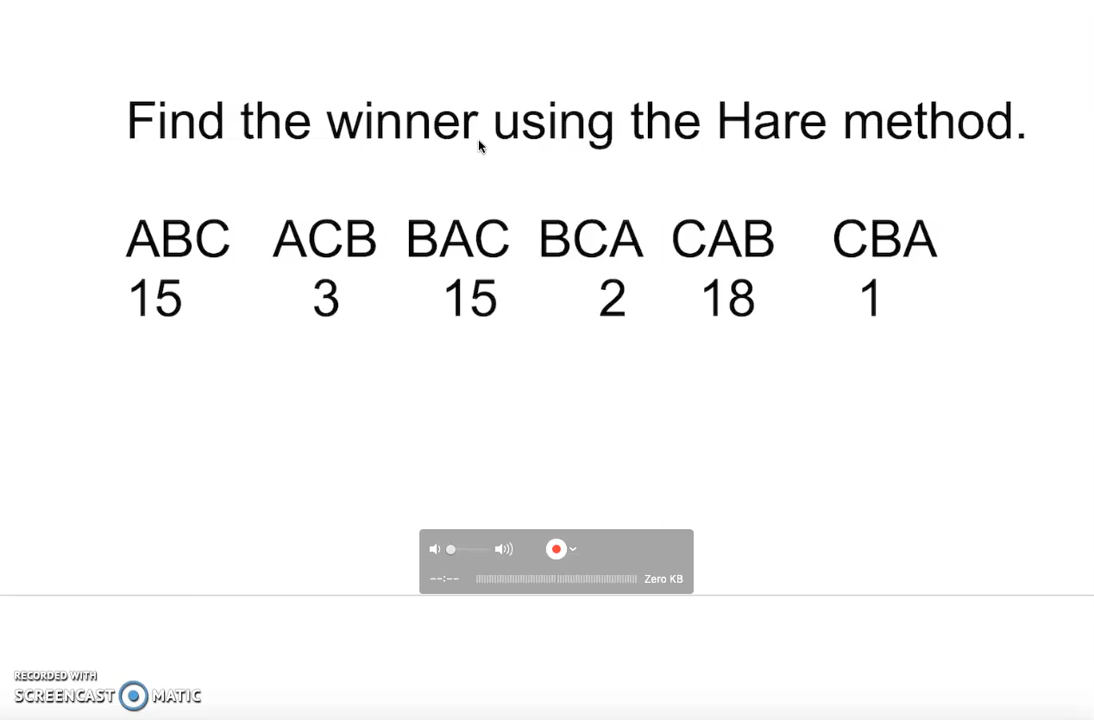 Find the winner using the Hare method.
ABC ACB BAC BCA CAB CBA
15 3 15 2 18 1
--:-- Zero KB
RECORDED WITH
SCREENCAST MATIC